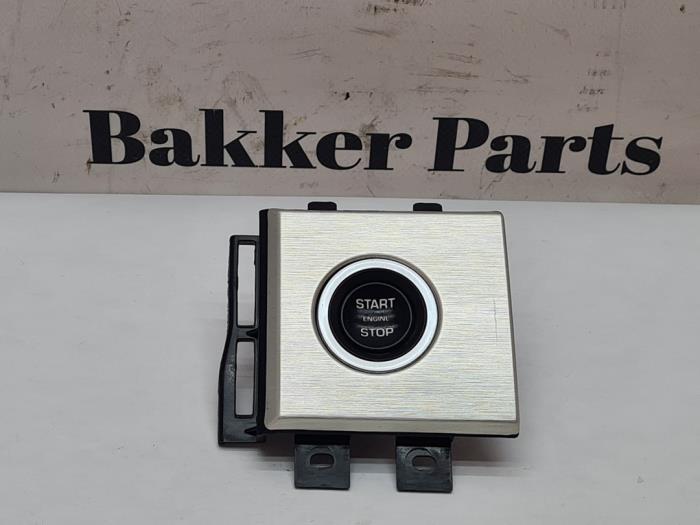 Bakker Parts
START
ENGINE
STOP